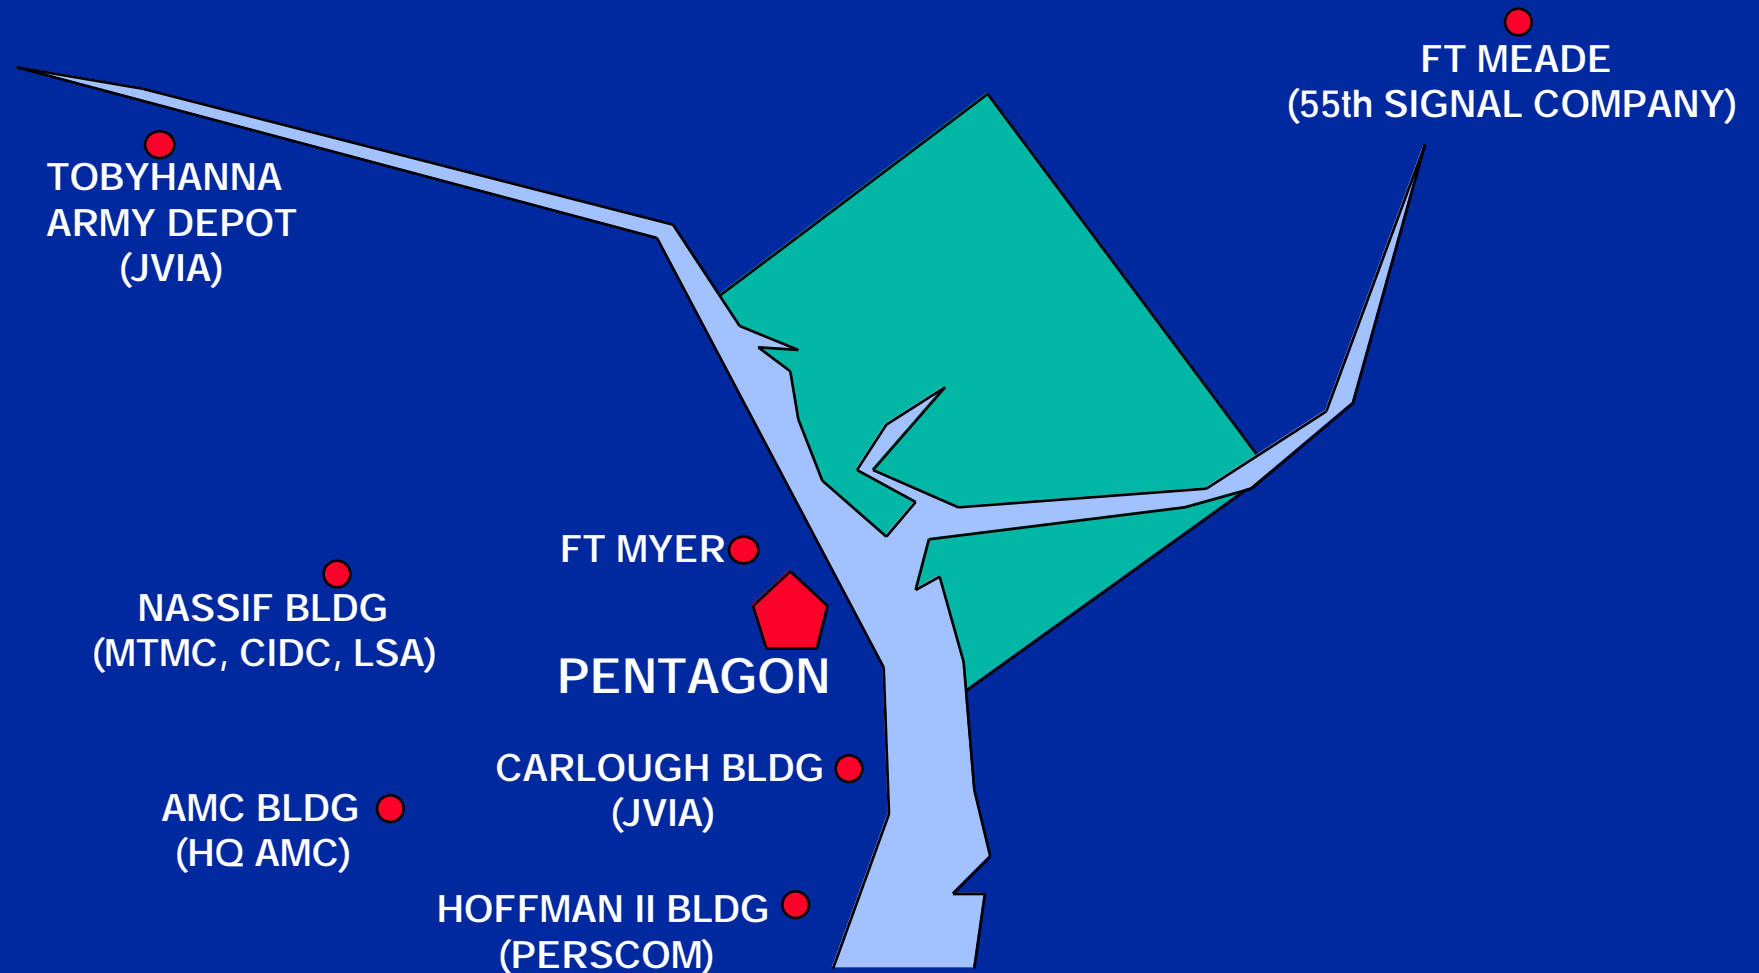 FT MEADE
(55th SIGNAL COMPANY)
TOBYHANNA
ARMY DEPOT
(JVIA)
FT MYER
NASSIF BLDG
(MTMC, CIDC, LSA)
PENTAGON
CARLOUGH BLDG
(JVIA)
AMC BLDG
(HQ AMC)
HOFFMAN II BLDG
(PERSCOM)